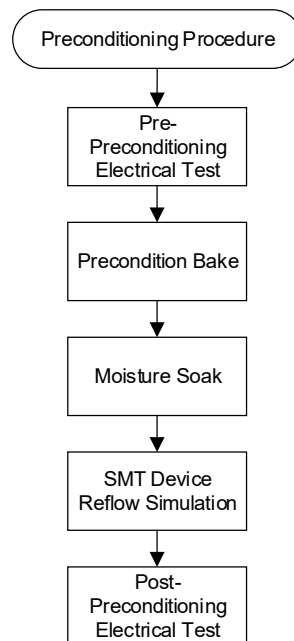 Preconditioning Procedure
Pre-
Preconditioning
Electrical Test
Precondition Bake
Moisture Soak
SMT Device
Reflow Simulation
Post-
Preconditioning
Electrical Test